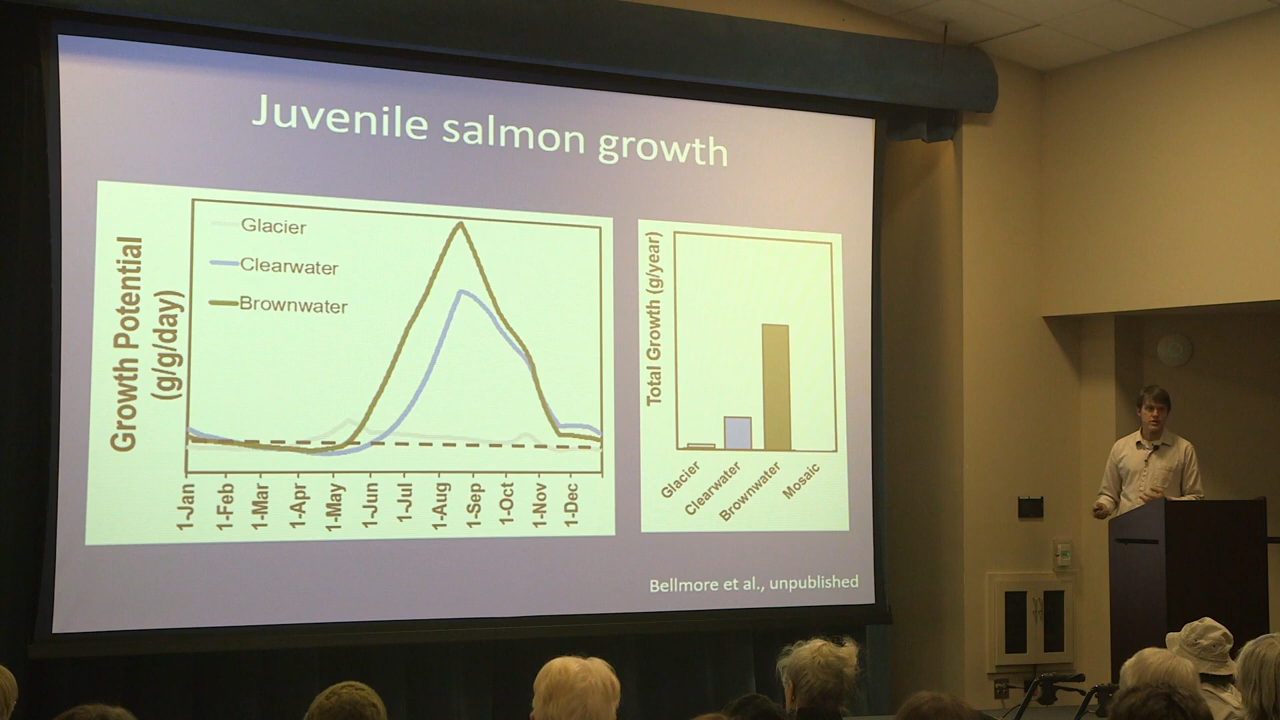 Juvenile salmon growth
Growth Potential
(g/g/day)
Glacier
Clearwater
Brownwater
1-Jan
1-Feb
1-Mar
1-Apr
1-May
1-Jun
1-Jul
1-Aug
1-Sep
1-Oct
1-Nov
1-Dec
Total Growth (g/year)
Glacier
Clearwater
Brownwater
Mosaic
Bellmore et al., unpublished